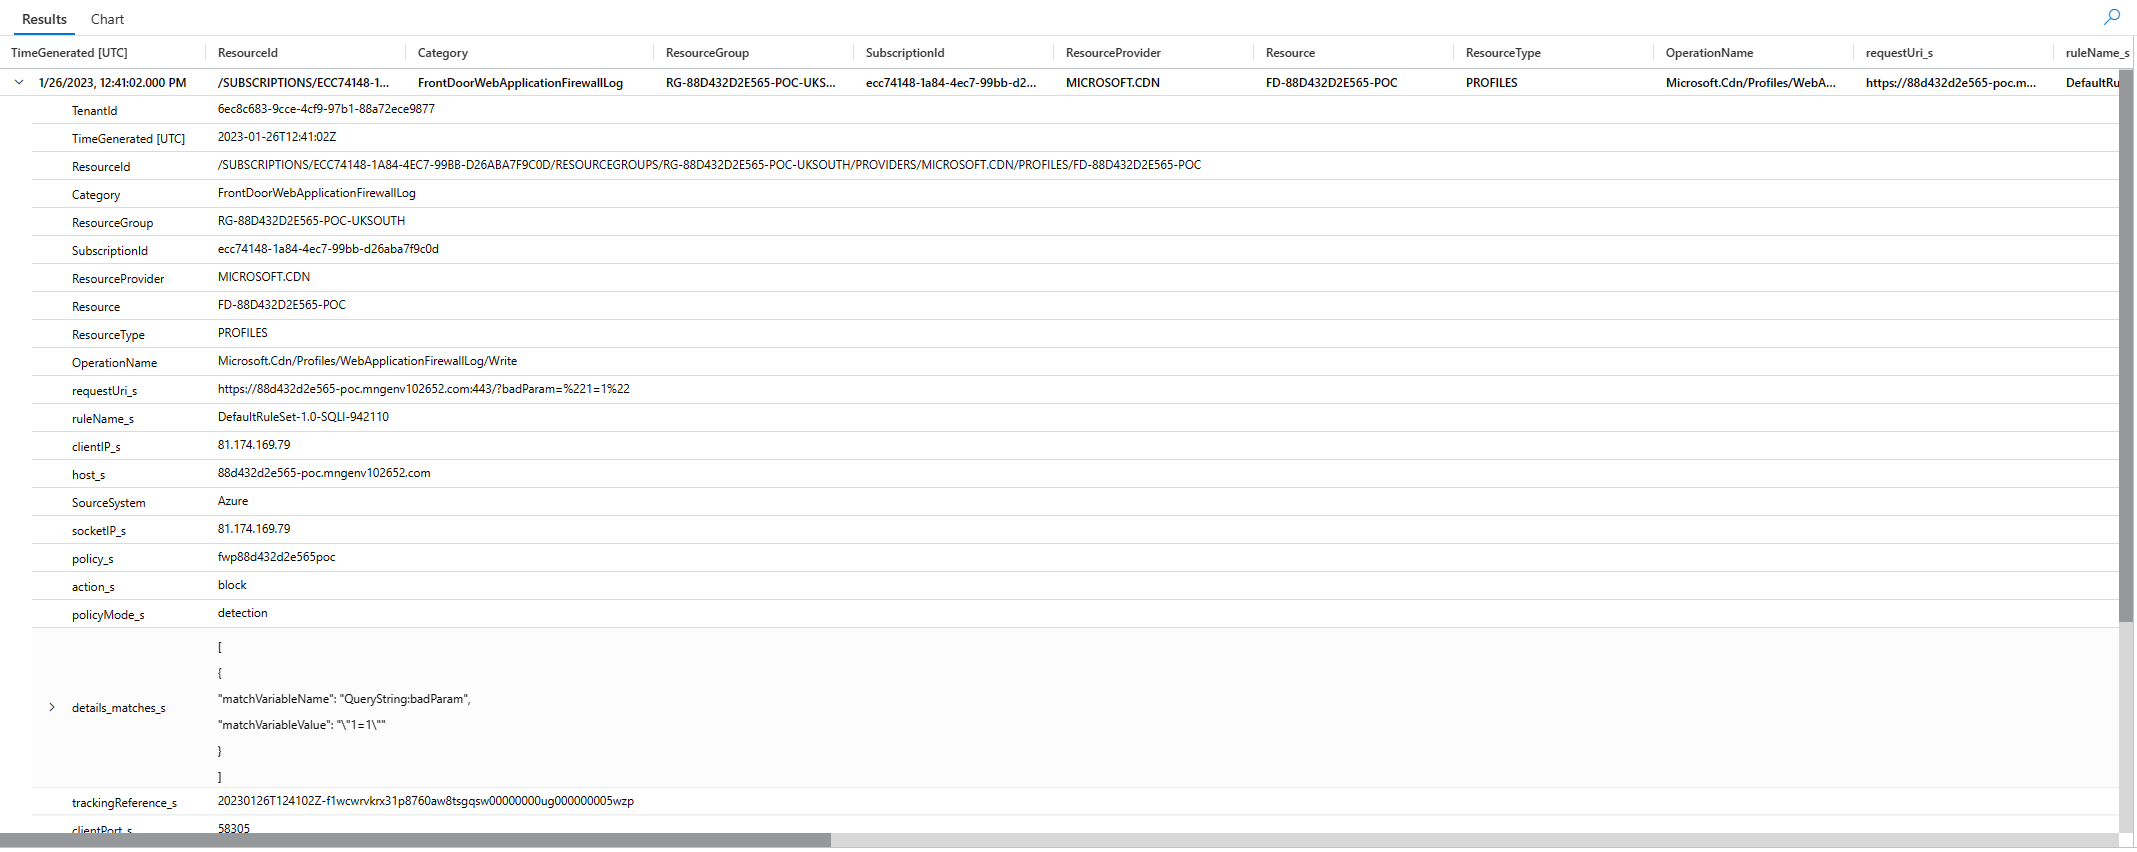 Results Chart
TimeGenerated [UTC] ResourceId Category ResourceGroup SubscriptionId ResourceProvider Resource ResourceType OperationName requestUri_s ruleName_s
1/26/2023, 12:41:02.000 PM /SUBSCRIPTIONS/ECC74148-1... FrontDoorWebApplicationFirewallLog RG-88D432D2E565-POC-UKS... ecc74148-1a84-4ec7-99bb-d2... MICROSOFT.CDN FD-88D432D2E565-POC PROFILES Microsoft.Cdn/Profiles/WebA... https://88d432d2e565-poc.m... DefaultRu
TenantId 6ec8c683-9cce-4cf9-97b1-88a72ece9877
TimeGenerated [UTC] 2023-01-26T12:41:02Z
ResourceId /SUBSCRIPTIONS/ECC74148-1A84-4EC7-99BB-D26ABA7F9C0D/RESOURCEGROUPS/RG-88D432D2E565-POC-UKSOUTH/PROVIDERS/MICROSOFT.CDN/PROFILES/FD-88D432D2E565-POC
Category FrontDoorWebApplicationFirewallLog
ResourceGroup RG-88D432D2E565-POC-UKSOUTH
SubscriptionId ecc74148-1a84-4ec7-99bb-d26aba7f9c0d
ResourceProvider MICROSOFT.CDN
Resource FD-88D432D2E565-POC
ResourceType PROFILES
OperationName Microsoft.Cdn/Profiles/WebApplicationFirewallLog/Write
requestUri_s https://88d432d2e565-poc.mngenv102652.com:443/?badParam=%221=1%22
ruleName_s DefaultRuleSet-1.0-SQLI-942110
clientIP_s 81.174.169.79
host_s 88d432d2e565-poc.mngenv102652.com
SourceSystem Azure
socketIP_s 81.174.169.79
policy_s fwp88d432d2e565poc
action_s block
policyMode_s detection
[
{
"matchVariableName": "QueryString:badParam",
details_matches_s
"matchVariableValue": "\"1=1\""
}
]
trackingReference_s 20230126T124102Z-f1wcwrvkrx31p8760aw8tsgqsw00000000ug000000005wzp
clientPort_s 58305